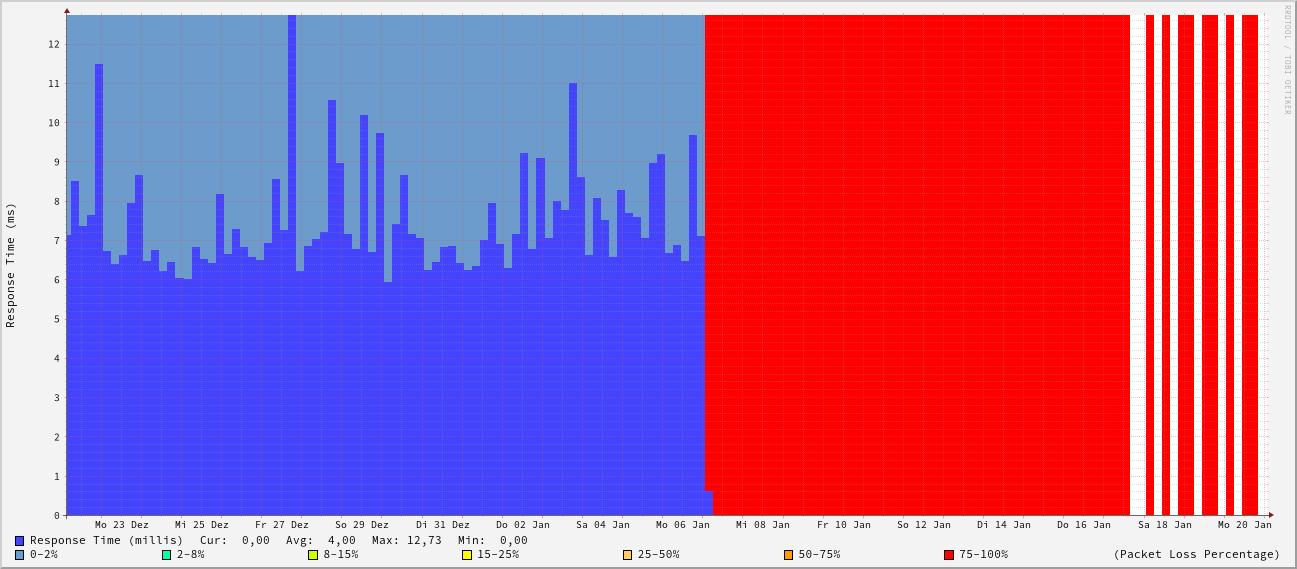 RRDTOOL / TOBI OETIKER
Response Time (ms)
12
11
10
9
8
7
6
5
4
3
2
1
0
Mo 23 Dez Mi 25 Dez Fr 27 Dez So 29 Dez Di 31 Dez Do 02 Jan Sa 04 Jan Mo 06 Jan Mi 08 Jan Fr 10 Jan So 12 Jan Di 14 Jan Do 16 Jan Sa 18 Jan Mo 20 Jan
Response Time (millis) Cur: 0,00 Avg: 4,00 Max: 12,73 Min: 0,00
0-2% 2-8% 8-15% 15-25% 25-50% 50-75% 75-100% (Packet Loss Percentage)